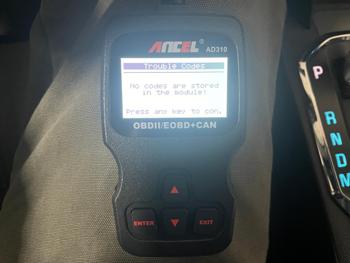 ANCEL®
AD310
Trouble Codes
No codes are stored
in the module!
Press any key to con.
OBDII/EOBD+CAN
ENTER
EXIT
P
R
N
D
M